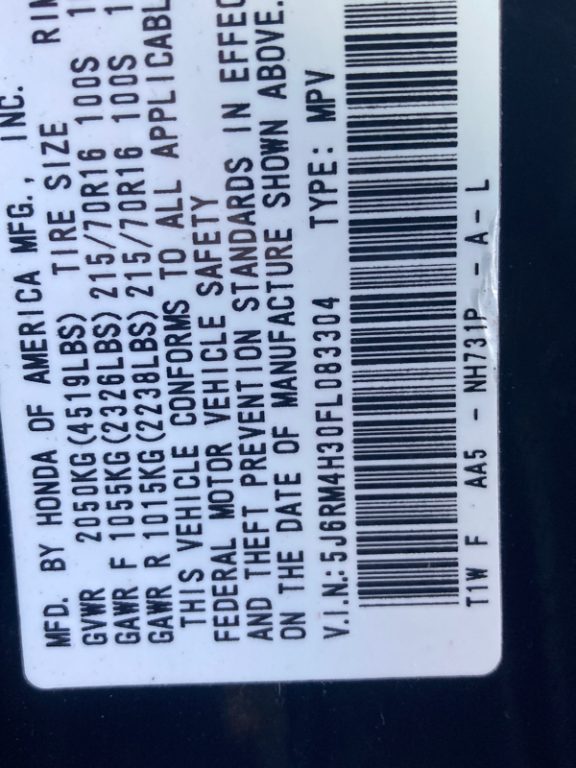 MFD. BY HONDA OF AMERICA MFG., INC.
GVWR 2050KG(4519LBS) TIRE SIZE RIM
GAWR F 1055KG(2326LBS) 215/70R16 100S 1
GAWR R 1015KG(2238LBS) 215/70R16 100S 1
THIS VEHICLE CONFORMS TO ALL APPLICABL
FEDERAL MOTOR VEHICLE SAFETY
AND THEFT PREVENTION STANDARDS IN EFFEC
ON THE DATE OF MANUFACTURE SHOWN ABOVE.
V.I.N.:5J6RM4H30FL083304 TYPE: MPV
T1W F AA5 - NH731P - A - L